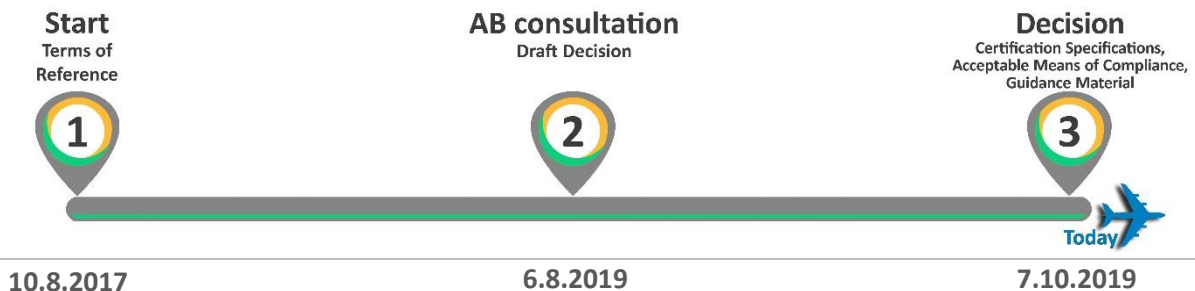 Start
Terms of
Reference
1
AB consultation
Draft Decision
2
Decision
Certification Specifications,
Acceptable Means of Compliance,
Guidance Material
3
Today
10.8.2017
6.8.2019
7.10.2019